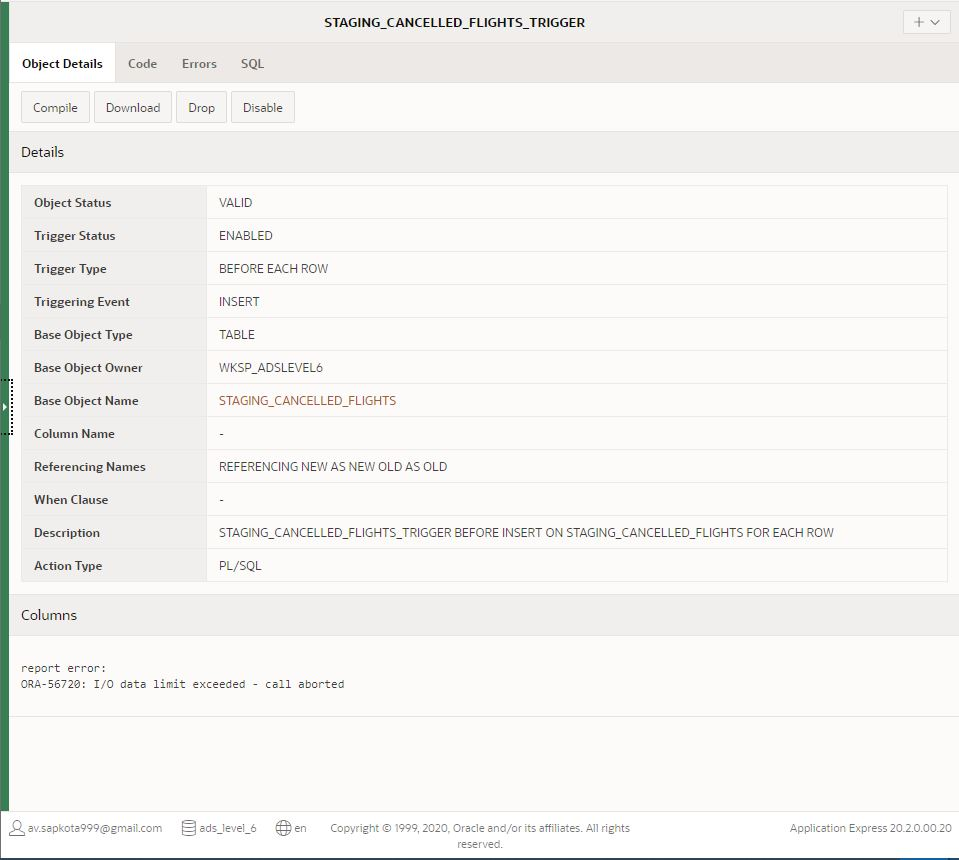 STAGING_CANCELLED_FLIGHTS_TRIGGER
Object Details Code Errors SQL
Compile Download Drop Disable
Details
Object Status VALID
Trigger Status ENABLED
Trigger Type BEFORE EACH ROW
Triggering Event INSERT
Base Object Type TABLE
Base Object Owner WKSP_ADSLEVEL6
Base Object Name STAGING_CANCELLED_FLIGHTS
Column Name -
Referencing Names REFERENCING NEW AS NEW OLD AS OLD
When Clause -
Description STAGING_CANCELLED_FLIGHTS_TRIGGER BEFORE INSERT ON STAGING_CANCELLED_FLIGHTS FOR EACH ROW
Action Type PL/SQL
Columns
report error:
ORA-56720: I/O data limit exceeded - call aborted
av.sapkota999@gmail.com ads_level_6 en Copyright © 1999, 2020, Oracle and/or its affiliates. All rights Application Express 20.2.0.00.20
reserved.